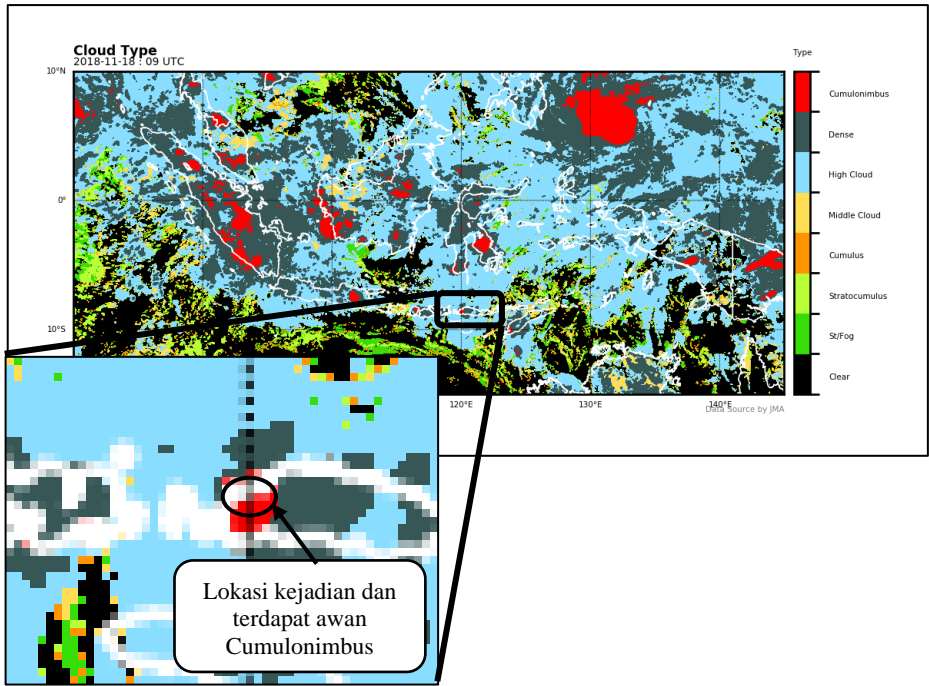 Cloud Type
2018-11-18 : 09 UTC
Type
10°N
0°
10°S
120°E
130°E
140°E
Cumulonimbus
Dense
High Cloud
Middle Cloud
Cumulus
Stratocumulus
St/Fog
Clear
Data Source by JMA
Lokasi kejadian dan
terdapat awan
Cumulonimbus